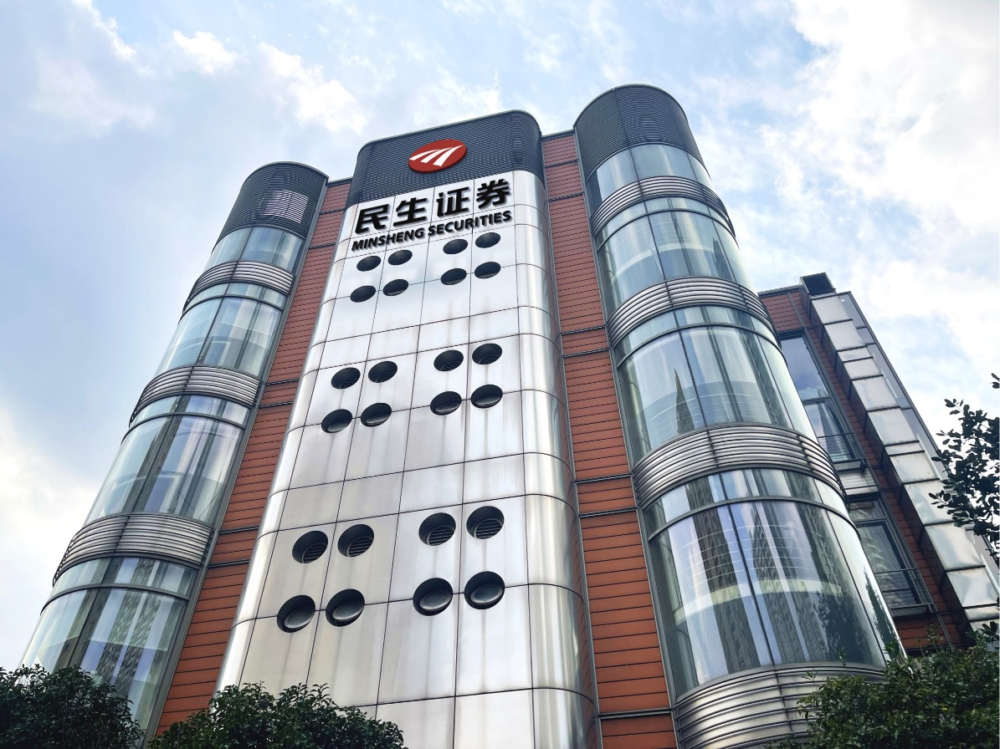 民生证券
MINSHENG SECURITIES